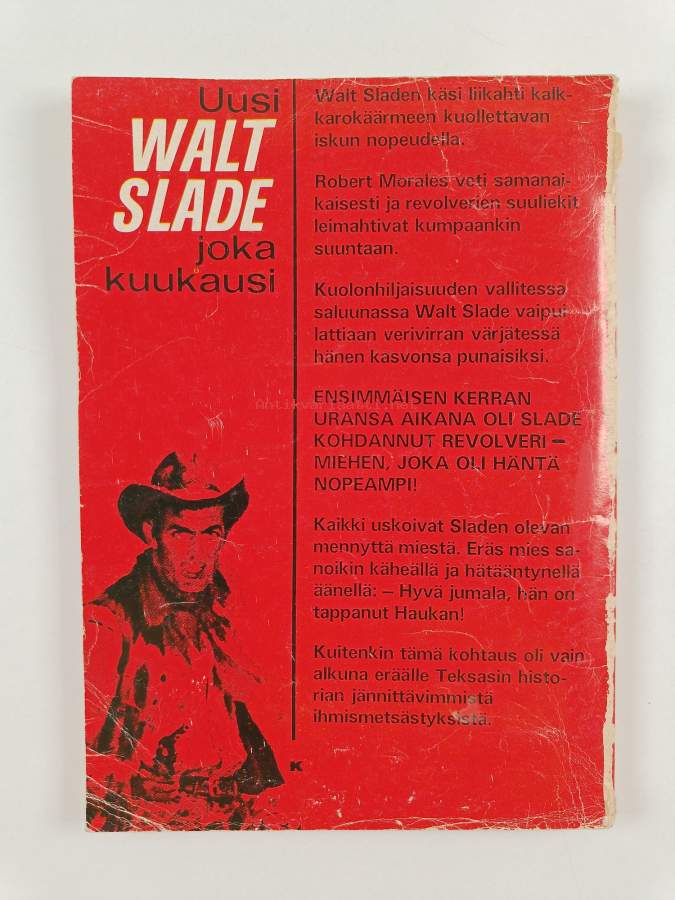 Uusi
WALT
SLADE
joka
kuukausi
Walt Sladen käsi liikahti kalk-
karokäärmeen kuollettavan
iskun nopeudella.
Robert Morales veti samanai-
kaisesti ja revolverien suuliekit
leimahtivat kumpaankin
suuntaan.
Kuolonhiljaisuuden vallitessa
saluunassa Walt Slade vaipui
lattiaan verivirran värjätessä
hänen kasvonsa punaisiksi.
ENSIMMÄISEN KERRAN
URANSA AIKANA OLI SLADE
KOHDANNUT REVOLVERI –
MIEHEN, JOKA OLI HÄNTÄ
NOPEAMPI!
Kaikki uskoivat Sladen olevan
mennyttä miestä. Eräs mies sa-
noikin käheällä ja hätääntynellä
äänellä: – Hyvä jumala, hän on
tappanut Haukan!
Kuitenkin tämä kohtaus oli vain
alkuna eräälle Teksasin histo-
rian jännittävimmistä
ihmismetsästyksistä.
K
Antikvariaatti.net